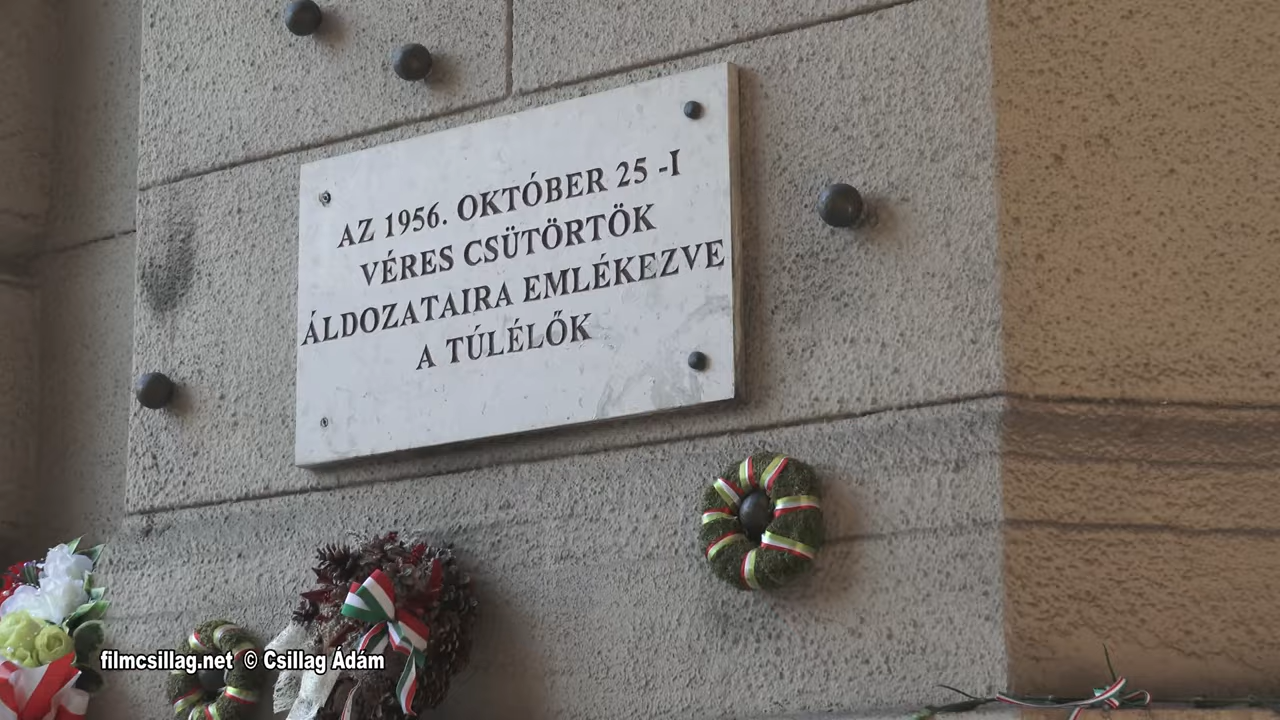 AZ 1956. OKTÓBER 25 -I
VÉRES CSÜTÖRTÖK
ÁLDOZATAIRA EMLÉKEZVE
A TÚLÉLŐK
filmcsillag.net © Csillag Ádám